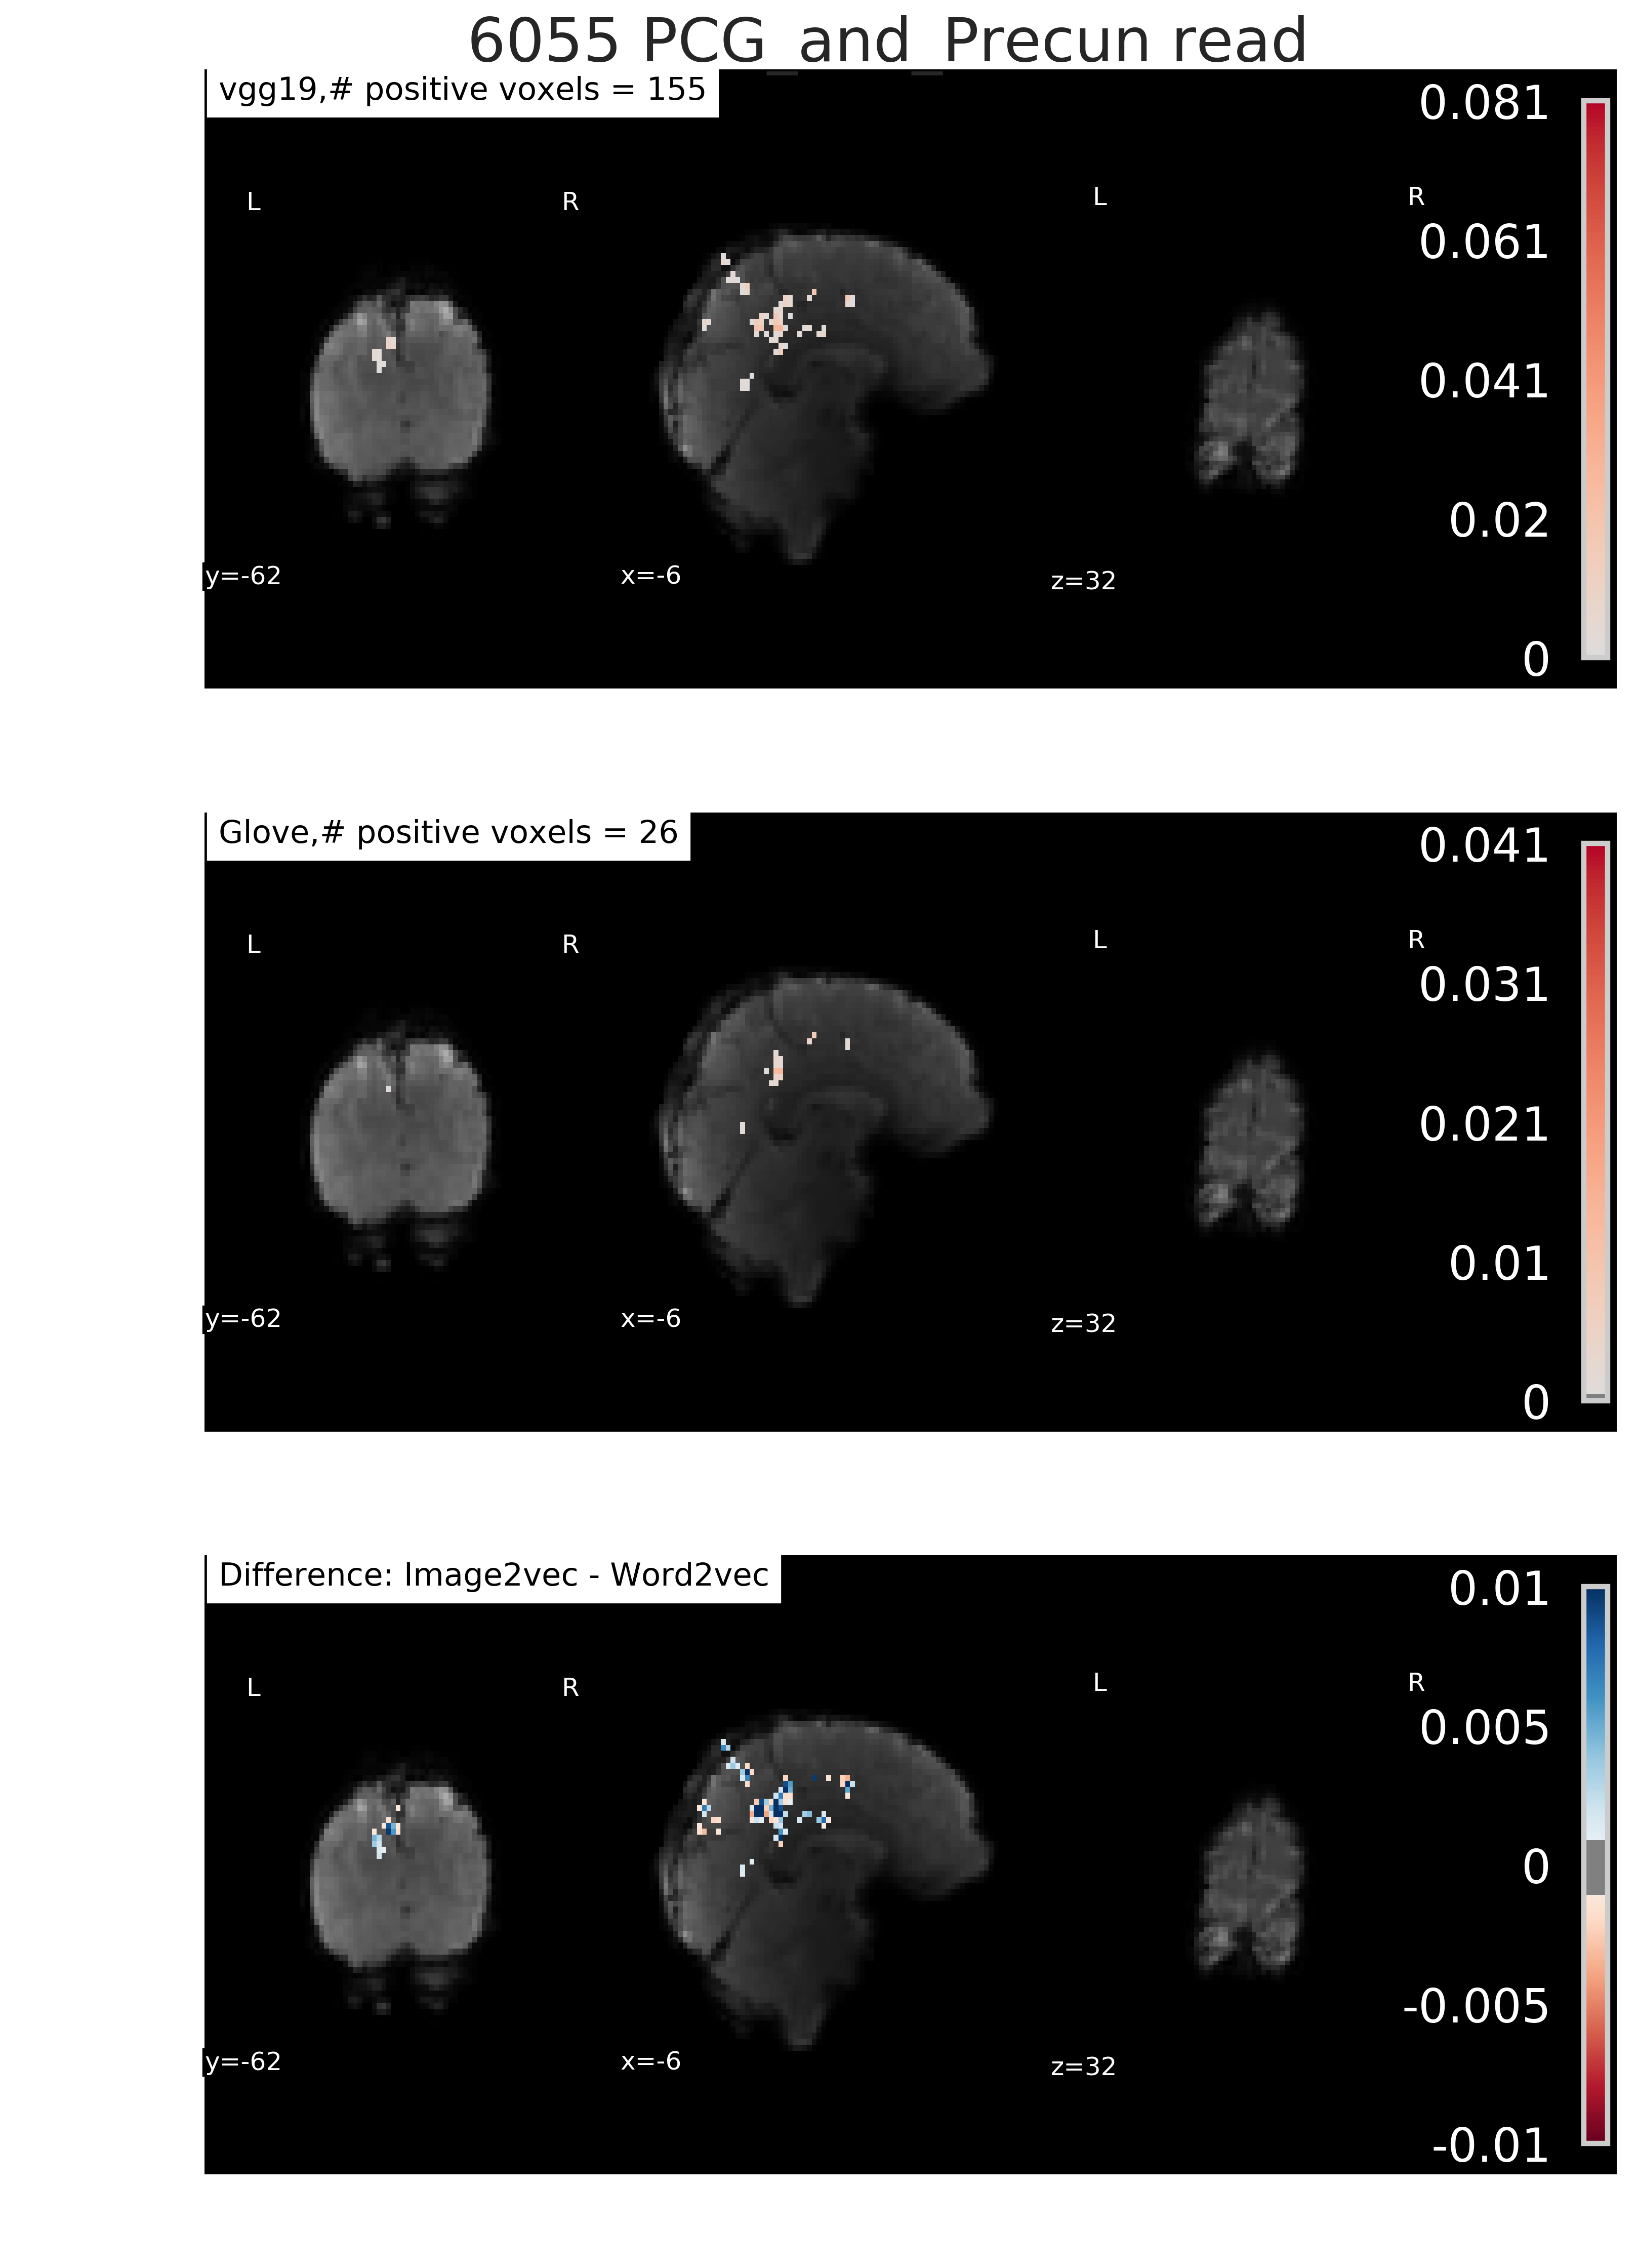 6055 PCG_and_Precun read
vgg19,# positive voxels = 155
0.081
L R L R
0.061
0.041
0.02
y=-62 x=-6 z=32
0
Glove,# positive voxels = 26
0.041
L R L R
0.031
0.021
0.01
y=-62 x=-6 z=32
0
Difference: Image2vec - Word2vec
0.01
L R L R
0.005
0
-0.005
y=-62 x=-6 z=32
-0.01